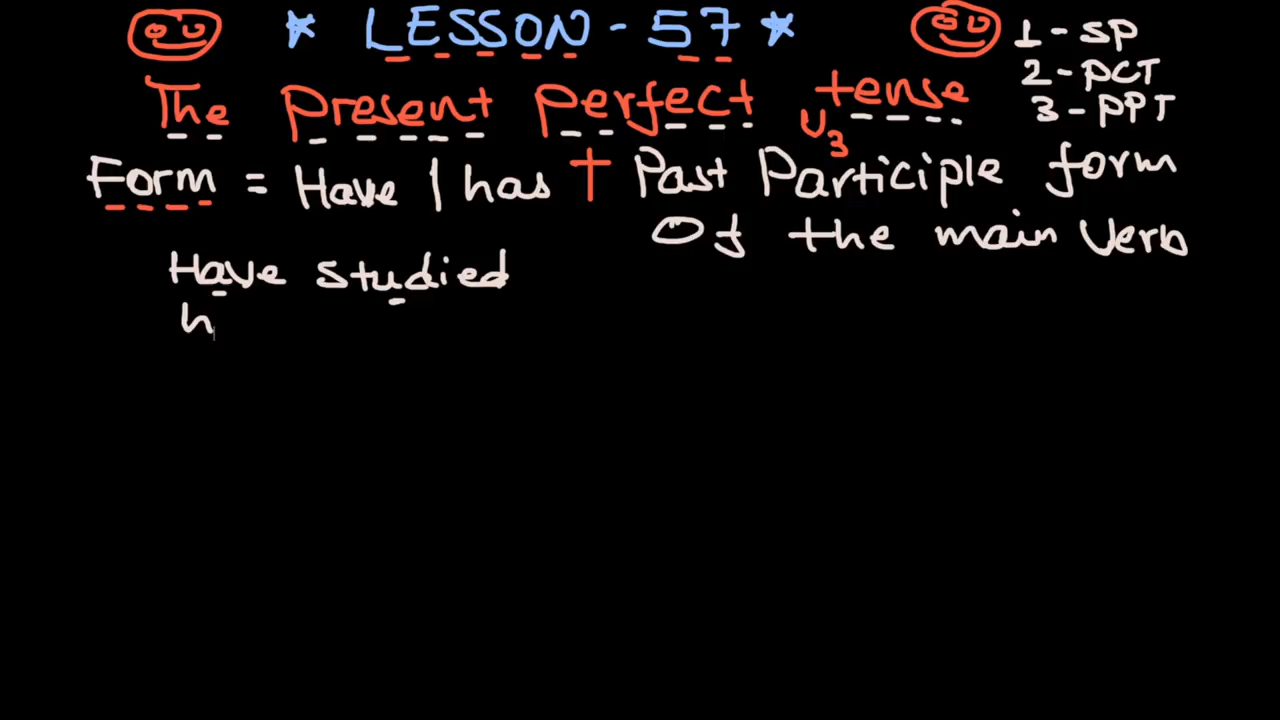 * LESSON - 57 *
The present perfect tense
1 - SP
2 - PCT
3 - PPT
V3
Form = Have / has + Past Participle form
Of the main Verb
Have studied
h